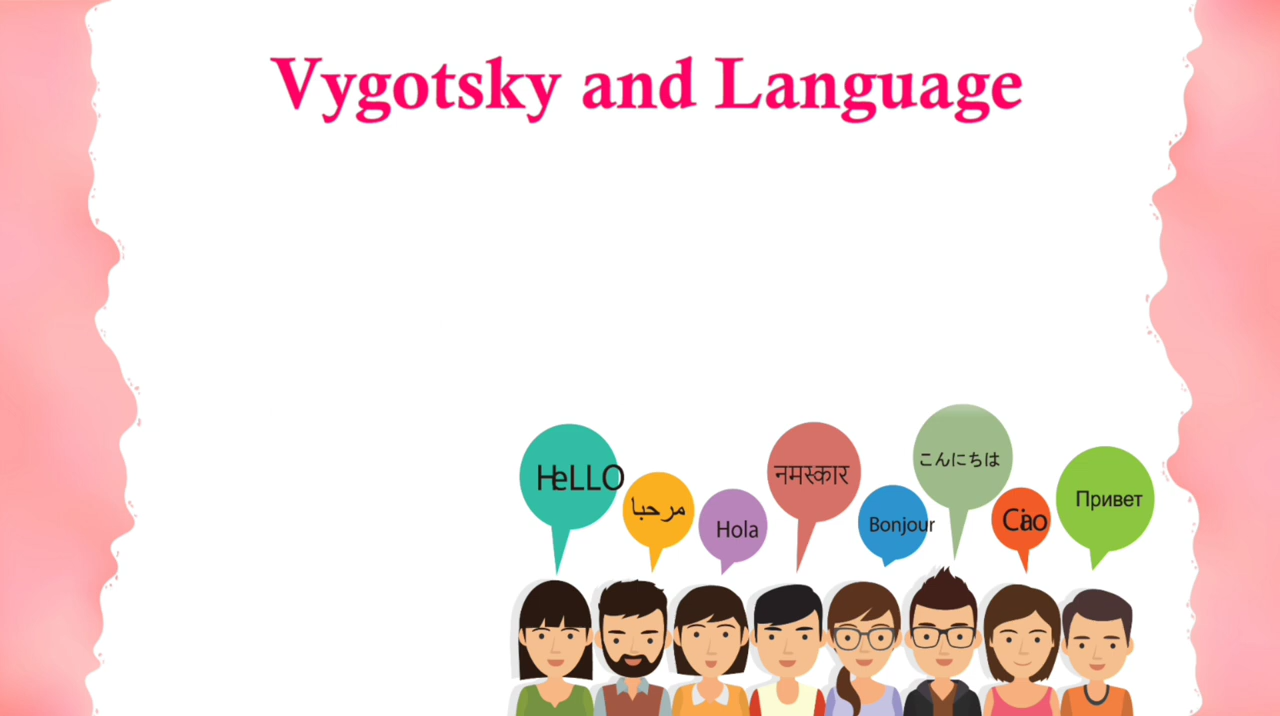 Vygotsky and Language
HeLLO
مرحبا
Hola
नमस्कार
Bonjour
こんにちは
Ciao
Привет